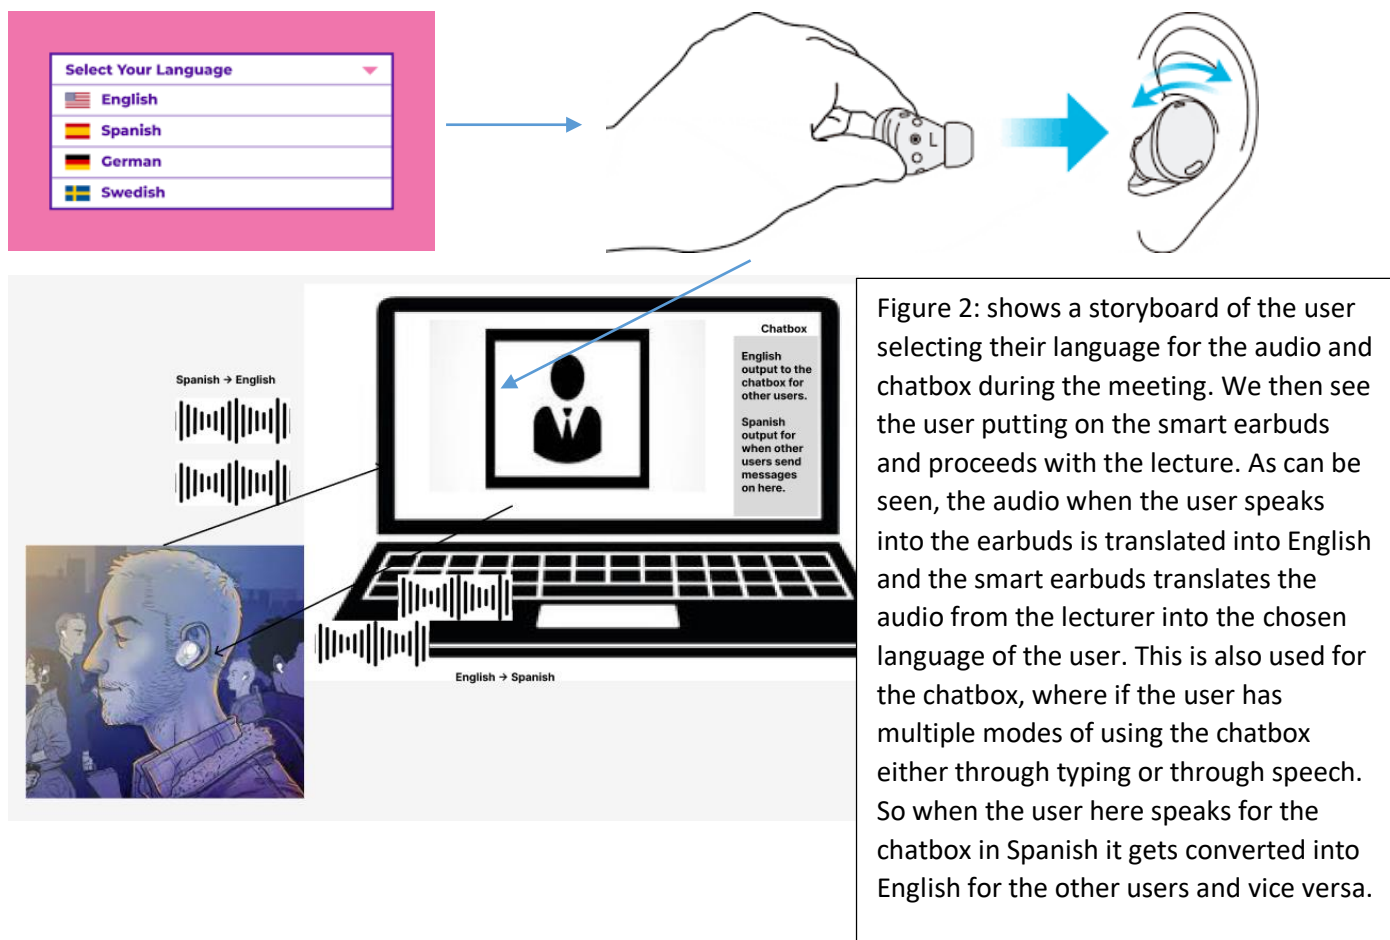 Select Your Language
English
Spanish
German
Swedish
L
Spanish → English
Chatbox
English
output to the
chatbox for
other users.
Spanish
output for
when other
users send
messages
on here.
English → Spanish
Figure 2: shows a storyboard of the user
selecting their language for the audio and
chatbox during the meeting. We then see
the user putting on the smart earbuds
and proceeds with the lecture. As can be
seen, the audio when the user speaks
into the earbuds is translated into English
and the smart earbuds translates the
audio from the lecturer into the chosen
language of the user. This is also used for
the chatbox, where if the user has
multiple modes of using the chatbox
either through typing or through speech.
So when the user here speaks for the
chatbox in Spanish it gets converted into
English for the other users and vice versa.